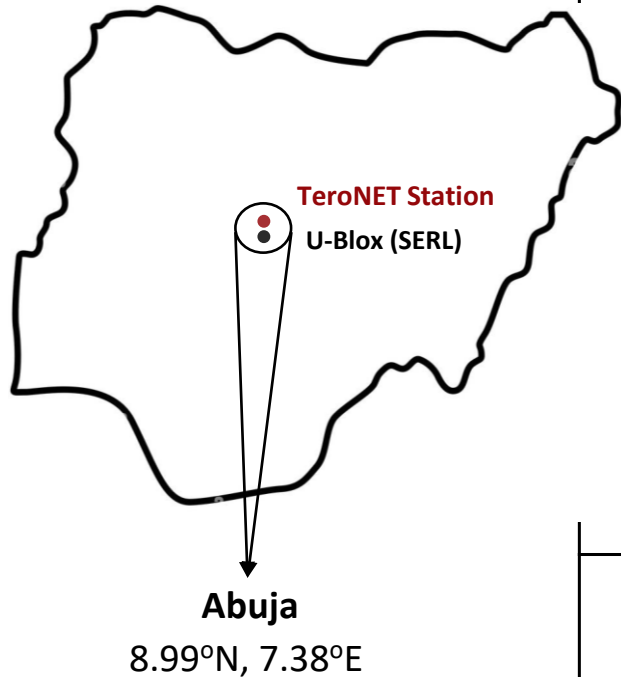 TeroNET Station
U-Blox (SERL)
Abuja
8.99ºN, 7.38ºE